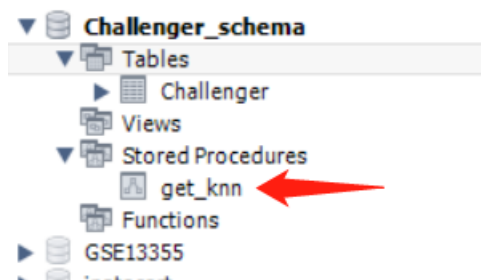 Challenger_schema
Tables
Challenger
Views
Stored Procedures
get_knn
Functions
GSE13355